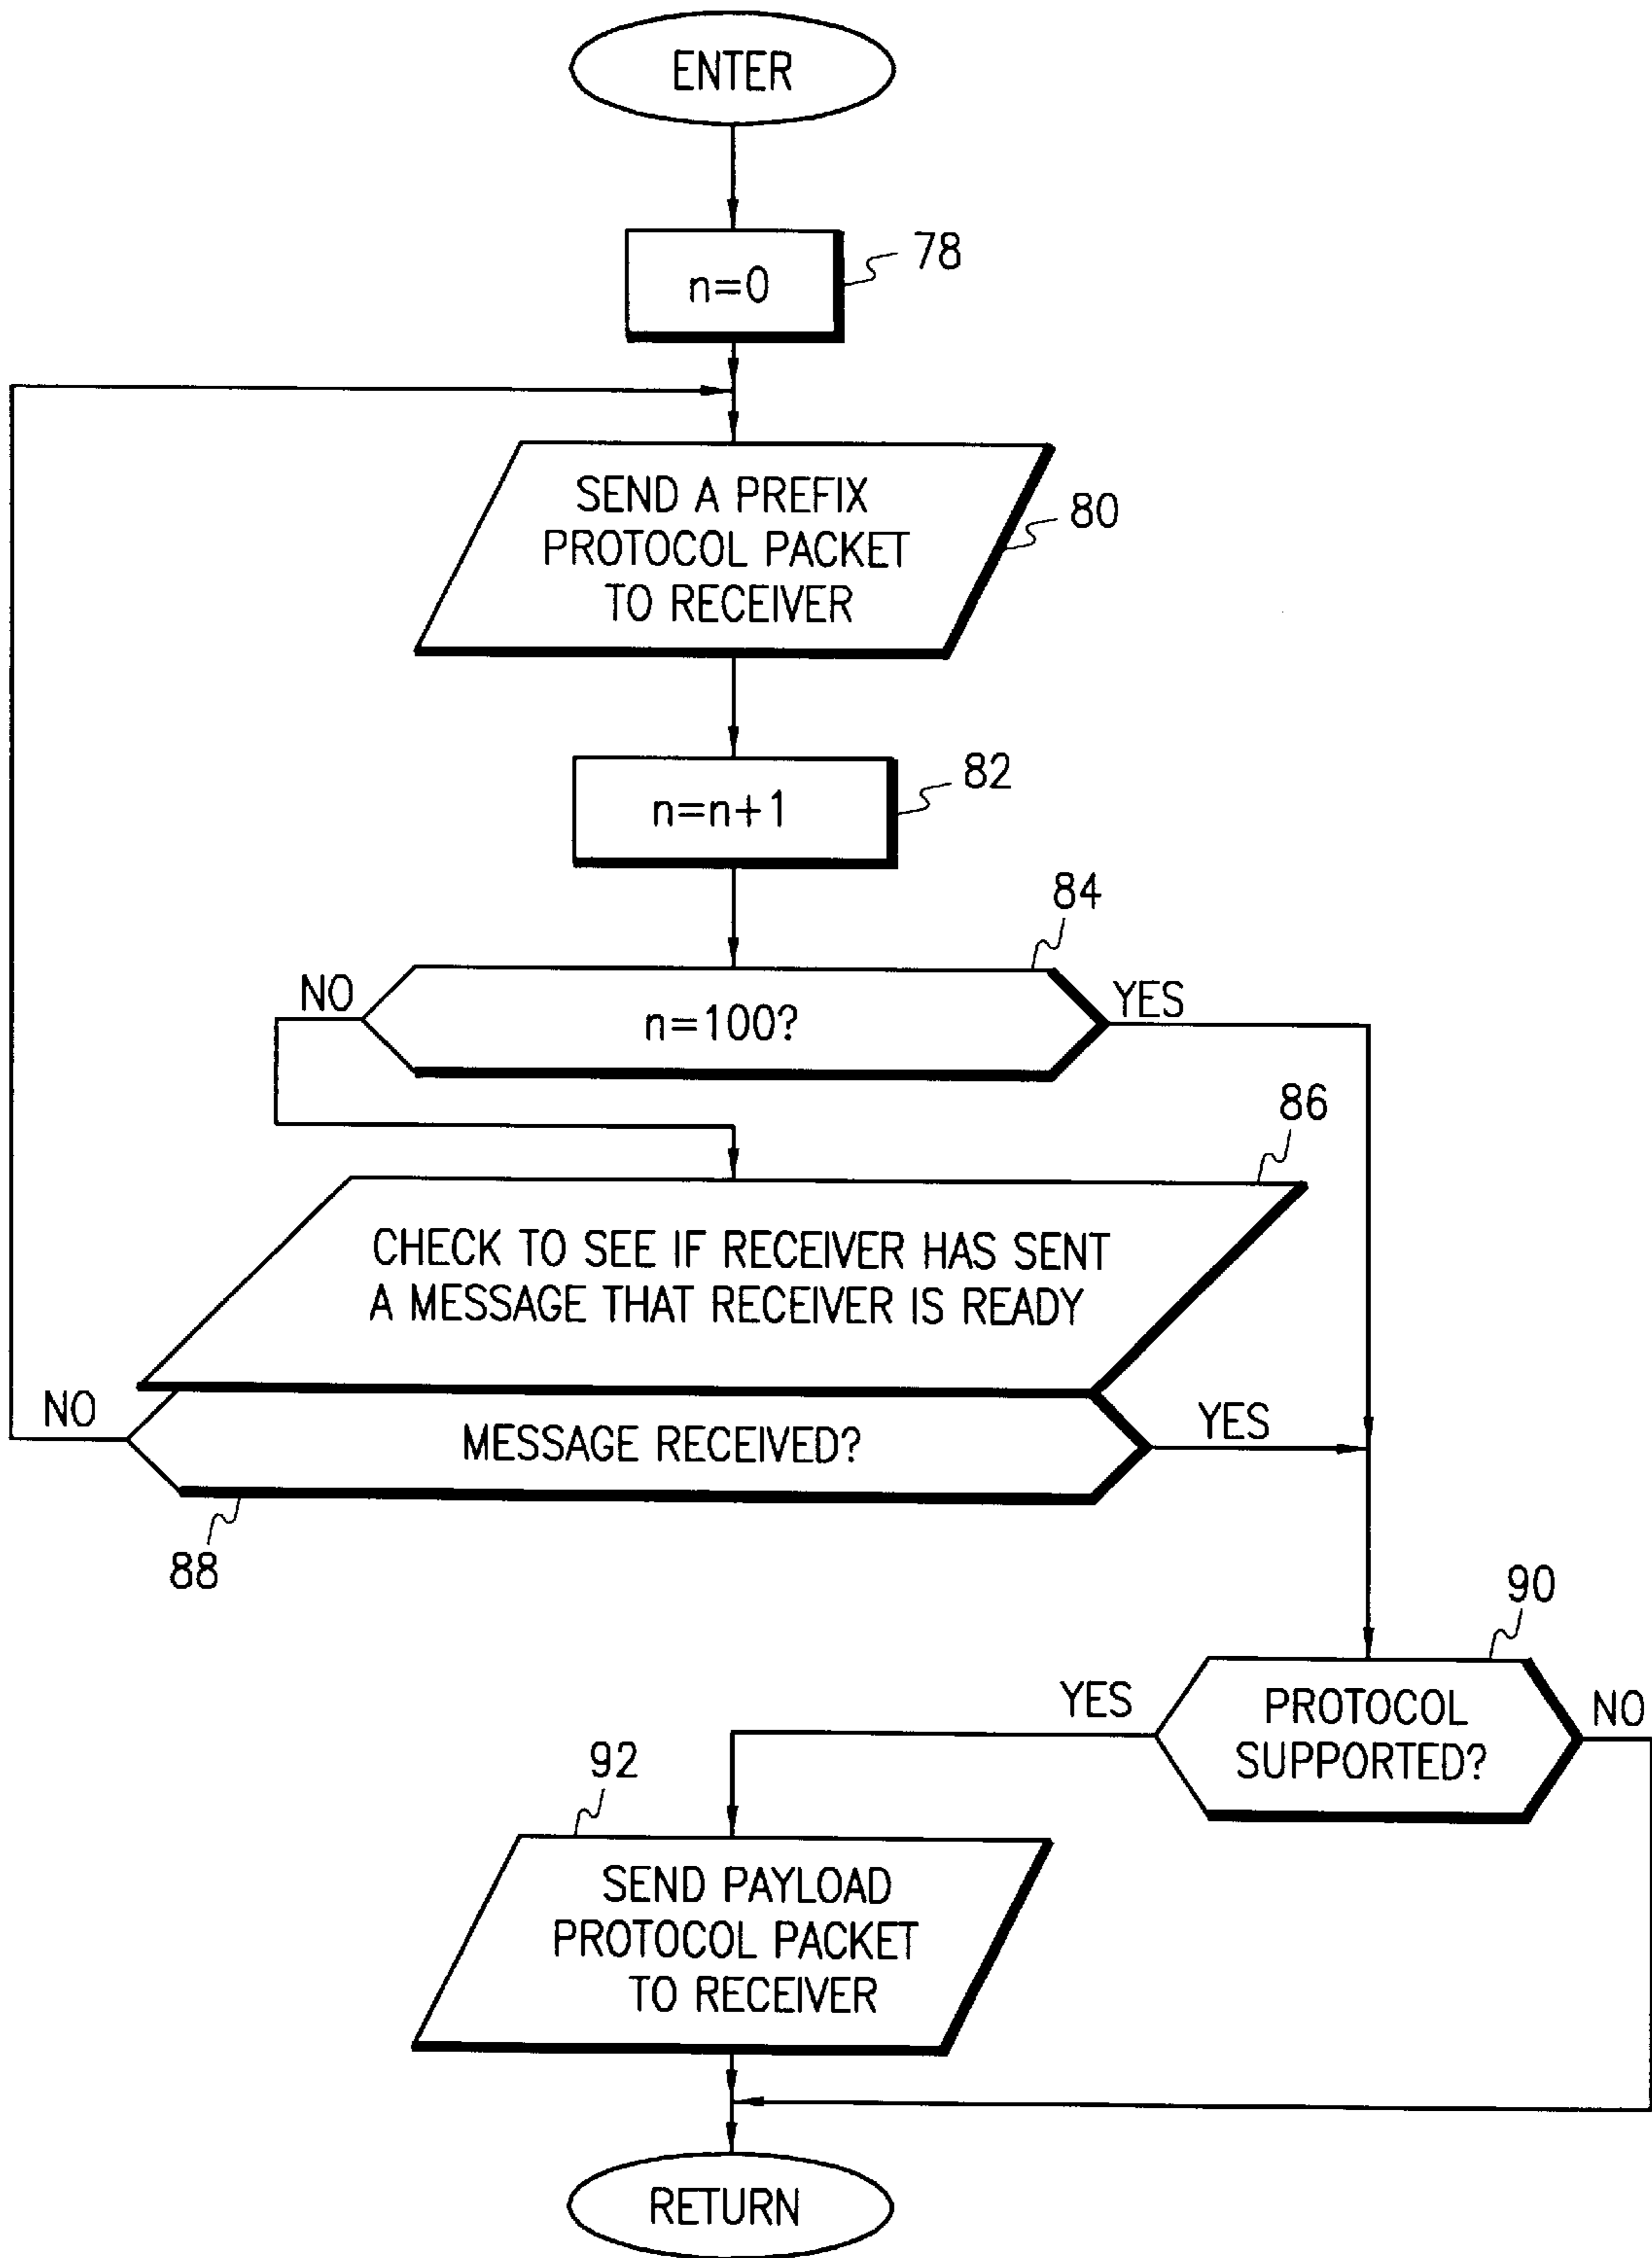 ENTER
n=0
78
SEND A PREFIX
PROTOCOL PACKET
TO RECEIVER
80
n=n+1
82
84
NO
n=100?
YES
86
CHECK TO SEE IF RECEIVER HAS SENT
A MESSAGE THAT RECEIVER IS READY
NO
MESSAGE RECEIVED?
YES
88
90
YES
PROTOCOL
SUPPORTED?
NO
92
SEND PAYLOAD
PROTOCOL PACKET
TO RECEIVER
RETURN